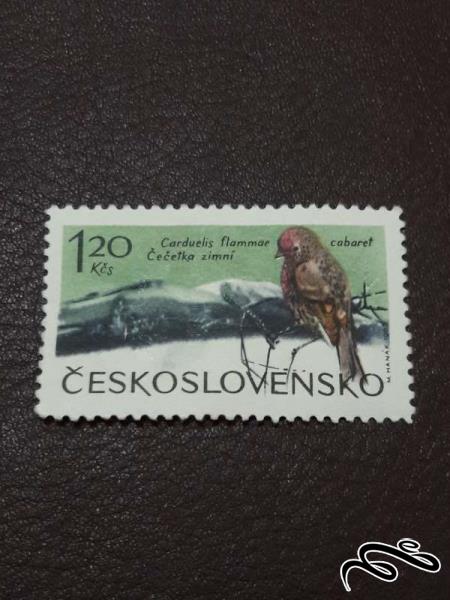 1.20 Kčs
Carduelis flammae cabaret
Čečetka zimní
ČESKOSLOVENSKO
M. HANÁK